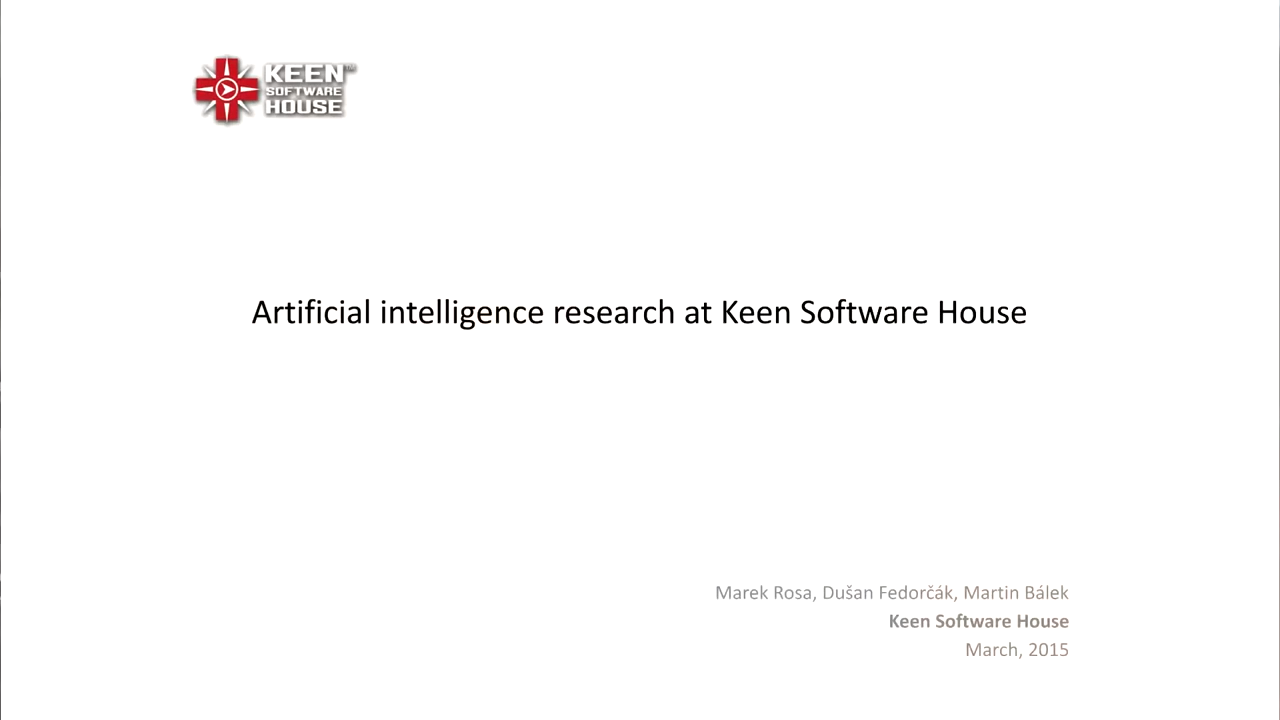 KEEN™
SOFTWARE
HOUSE
Artificial intelligence research at Keen Software House
Marek Rosa, Dušan Fedorčák, Martin Bálek
Keen Software House
March, 2015